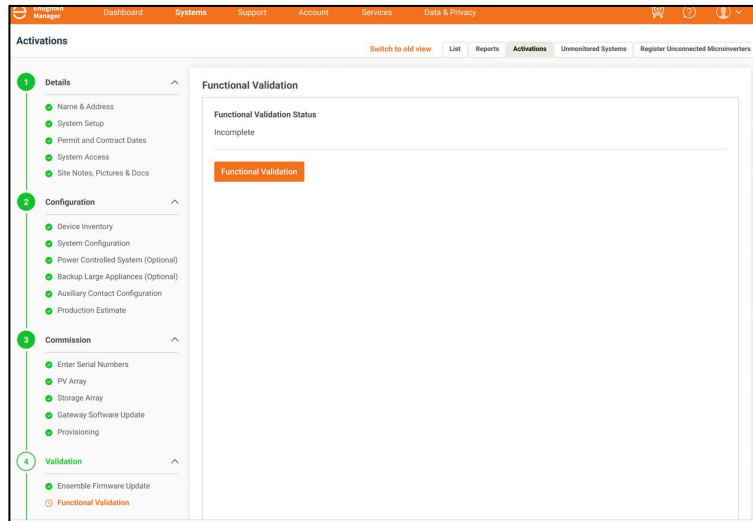 Enlighten
Manager
Dashboard
Systems
Support
Account
Services
Data & Privacy
Activations
Switch to old view
List
Reports
Activations
Unmonitored Systems
Register Unconnected Microinverters
1 Details
Name & Address
System Setup
Permit and Contract Dates
System Access
Site Notes, Pictures & Docs
2 Configuration
Device Inventory
System Configuration
Power Controlled System (Optional)
Backup Large Appliances (Optional)
Auxiliary Contact Configuration
Production Estimate
3 Commission
Enter Serial Numbers
PV Array
Storage Array
Gateway Software Update
Provisioning
4 Validation
Ensemble Firmware Update
Functional Validation
Functional Validation
Functional Validation Status
Incomplete
Functional Validation